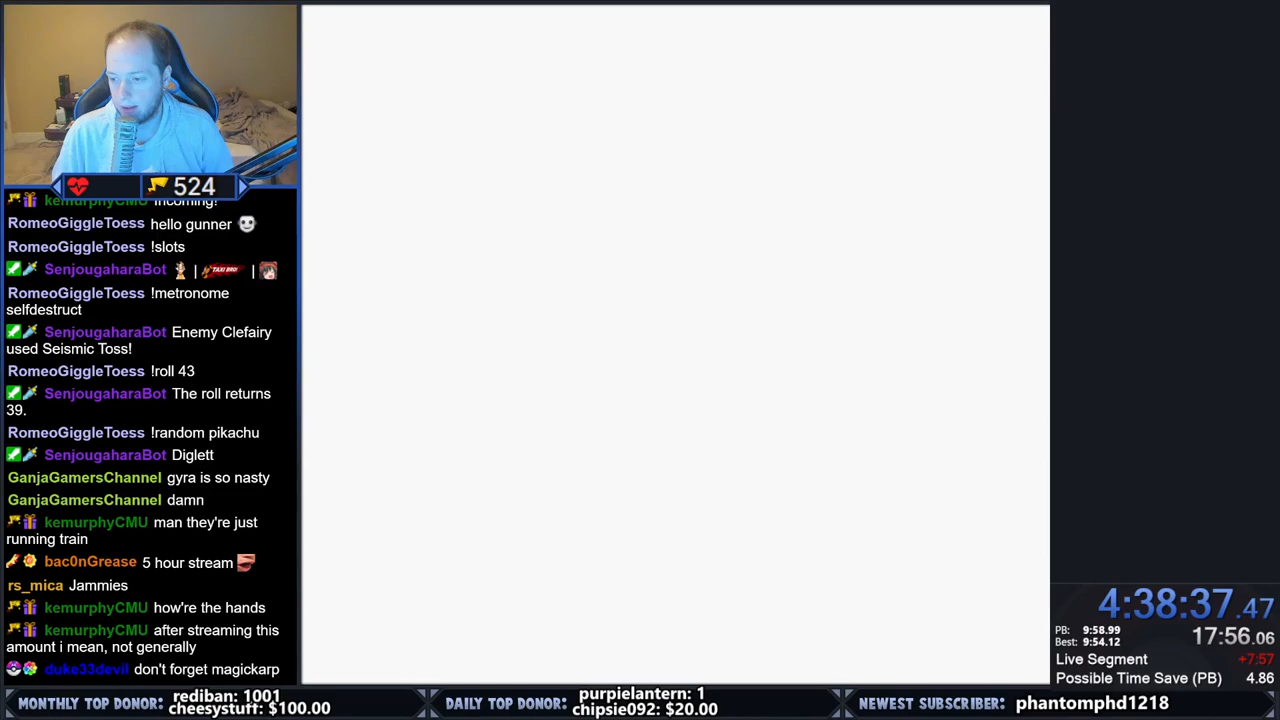 524
kemurphyCMU Incoming!
RomeoGiggleToess hello gunner
RomeoGiggleToess !slots
SenjougaharaBot | TAXI BRO! |
RomeoGiggleToess !metronome
selfdestruct
SenjougaharaBot Enemy Clefairy
used Seismic Toss!
RomeoGiggleToess !roll 43
SenjougaharaBot The roll returns
39.
RomeoGiggleToess !random pikachu
SenjougaharaBot Diglett
GanjaGamersChannel gyra is so nasty
GanjaGamersChannel damn
kemurphyCMU man they're just
running train
bac0nGrease 5 hour stream
rs_mica Jammies
kemurphyCMU how're the hands
kemurphyCMU after streaming this
amount i mean, not generally
duke33devil don't forget magickarp
4:38:37.47
PB: 9:58.99
Best: 9:54.12
17:56.06
Live Segment +7:57
Possible Time Save (PB) 4.86
MONTHLY TOP DONOR: rediban: 1001
cheesystuff: $100.00
DAILY TOP DONOR: purpielantern: 1
chipsie092: $20.00
NEWEST SUBSCRIBER: phantomphd1218